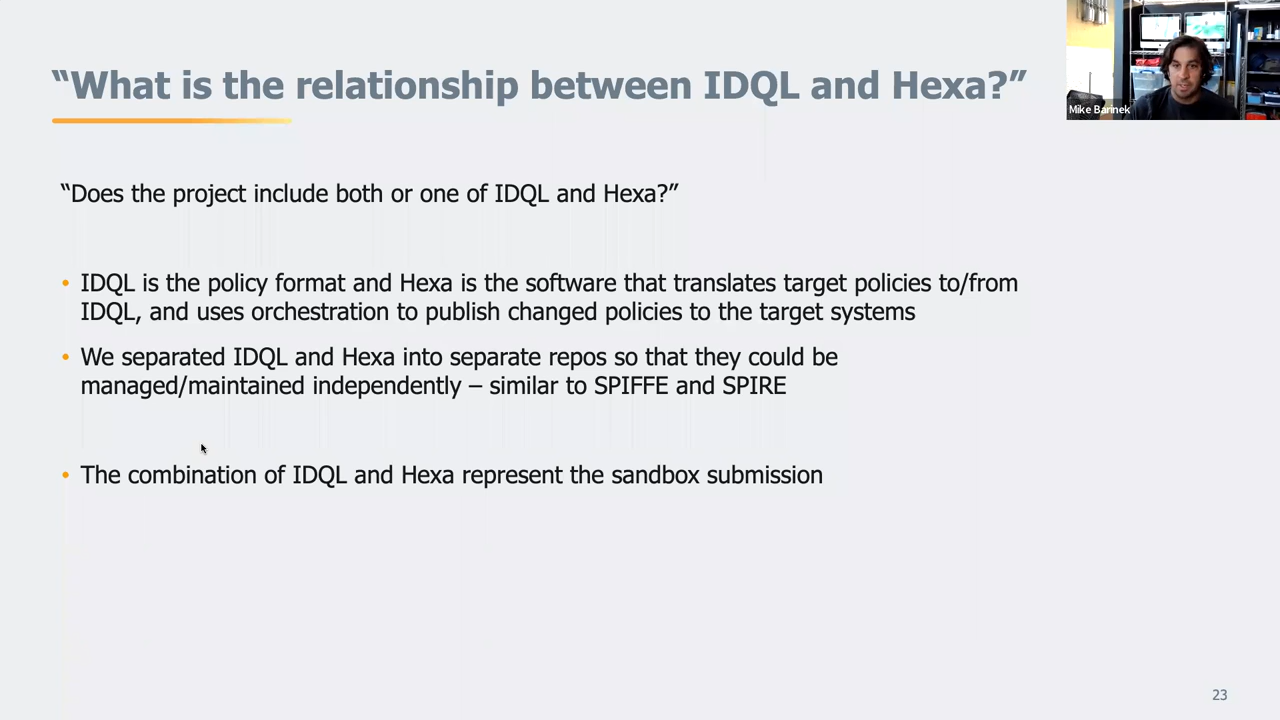 “What is the relationship between IDQL and Hexa?”
Mike Barinek
“Does the project include both or one of IDQL and Hexa?”
• IDQL is the policy format and Hexa is the software that translates target policies to/from
IDQL, and uses orchestration to publish changed policies to the target systems
• We separated IDQL and Hexa into separate repos so that they could be
managed/maintained independently – similar to SPIFFE and SPIRE
• The combination of IDQL and Hexa represent the sandbox submission
23